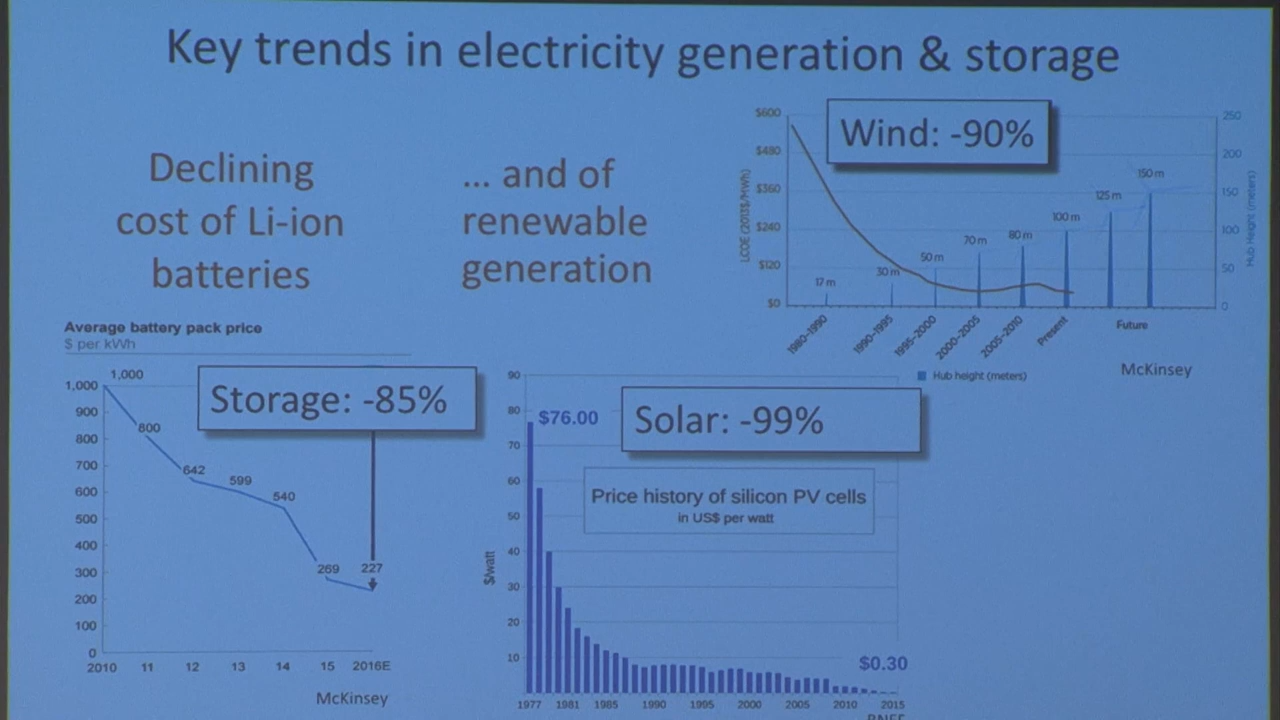 Key trends in electricity generation & storage
Declining
cost of Li-ion
batteries
... and of
renewable
generation
Wind: -90%
$600
$480
$360
$240
$120
$0
LCOE (2013$/MWh)
250
200
150
100
50
0
Hub Height (meters)
17 m
30 m
50 m
70 m
80 m
100 m
125 m
150 m
1980-1990
1990-1995
1995-2000
2000-2005
2005-2010
Present
Future
Hub height (meters)
McKinsey
Average battery pack price
$ per kWh
Storage: -85%
1,000
900
800
700
600
500
400
300
200
100
0
1,000
800
642
599
540
269
227
2010 11 12 13 14 15 2016E
McKinsey
Solar: -99%
$76.00
Price history of silicon PV cells
in US$ per watt
$/watt
90
80
70
60
50
40
30
20
10
$0.30
1977 1981 1985 1990 1995 2000 2005 2010 2015